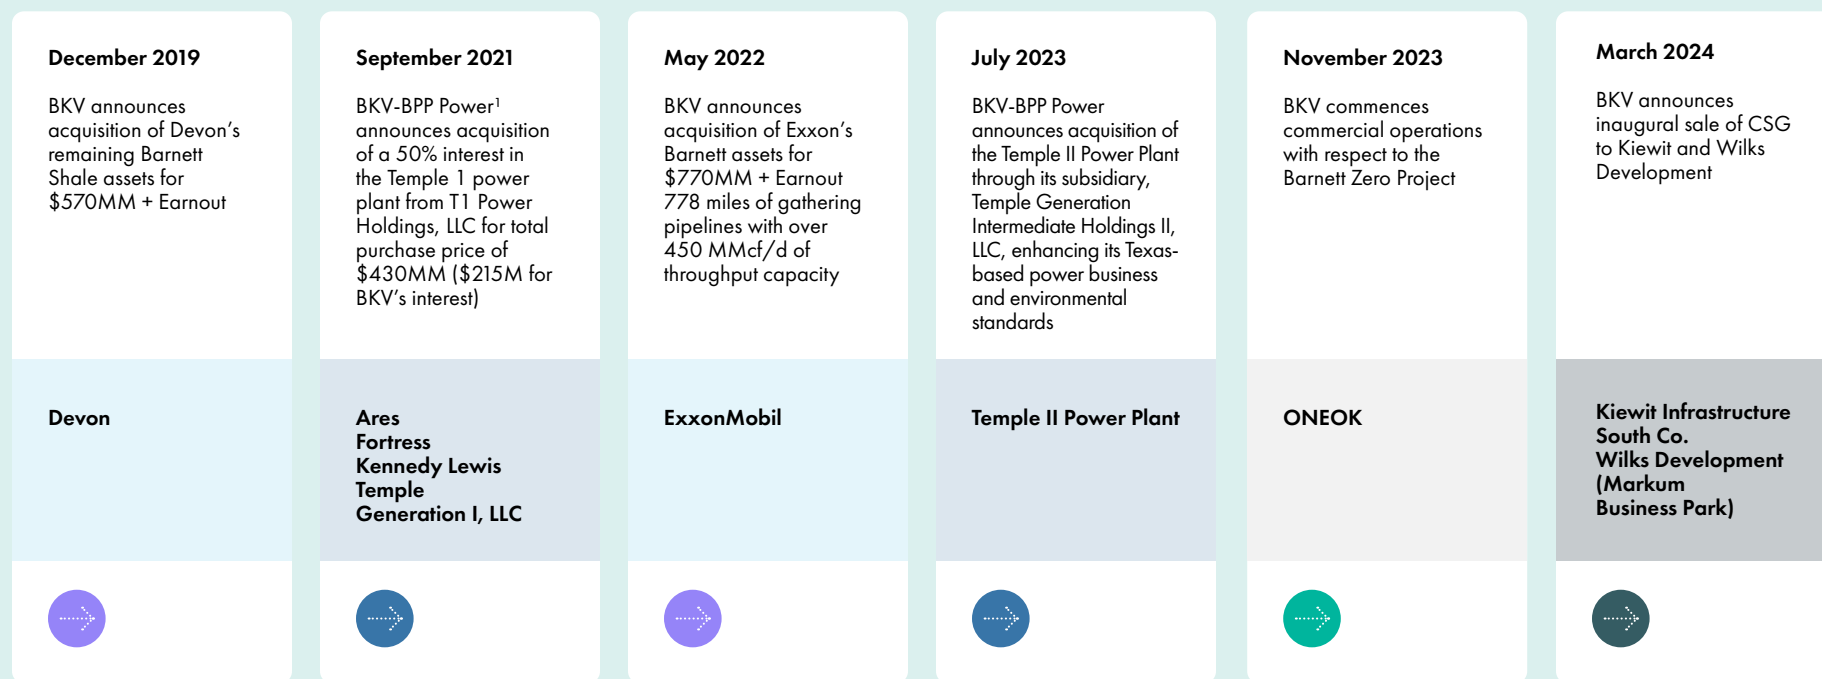 December 2019
BKV announces
acquisition of Devon’s
remaining Barnett
Shale assets for
$570MM + Earnout
Devon
September 2021
BKV-BPP Power¹
announces acquisition
of a 50% interest in
the Temple 1 power
plant from T1 Power
Holdings, LLC for total
purchase price of
$430MM ($215M for
BKV’s interest)
Ares
Fortress
Kennedy Lewis
Temple
Generation I, LLC
May 2022
BKV announces
acquisition of Exxon’s
Barnett assets for
$770MM + Earnout
778 miles of gathering
pipelines with over
450 MMcf/d of
throughput capacity
ExxonMobil
July 2023
BKV-BPP Power
announces acquisition of
the Temple II Power Plant
through its subsidiary,
Temple Generation
Intermediate Holdings II,
LLC, enhancing its Texas-
based power business
and environmental
standards
Temple II Power Plant
November 2023
BKV commences
commercial operations
with respect to the
Barnett Zero Project
ONEOK
March 2024
BKV announces
inaugural sale of CSG
to Kiewit and Wilks
Development
Kiewit Infrastructure
South Co.
Wilks Development
(Markum
Business Park)